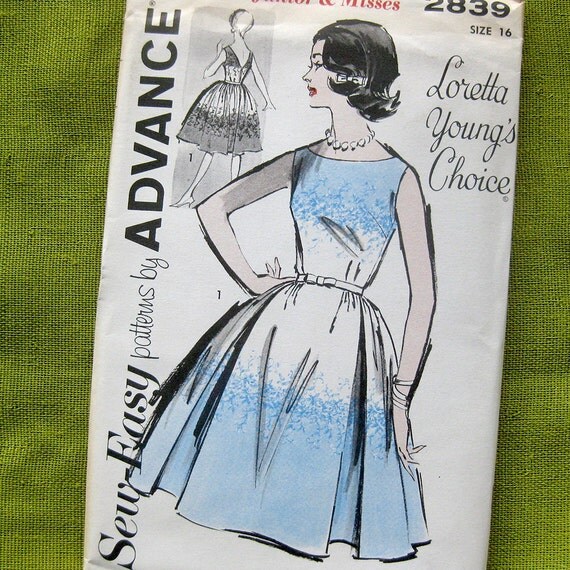 Junior & Misses
2839
SIZE 16
Loretta
Young's
Choice ©
Sew-Easy patterns by ADVANCE
1
1